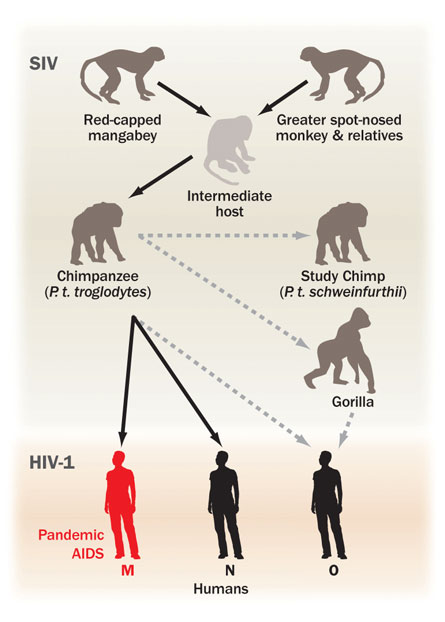 SIV
Red-capped
mangabey
Greater spot-nosed
monkey & relatives
Intermediate
host
Chimpanzee
(P. t. troglodytes)
Study Chimp
(P. t. schweinfurthii)
Gorilla
HIV-1
Pandemic
AIDS
M
N
O
Humans